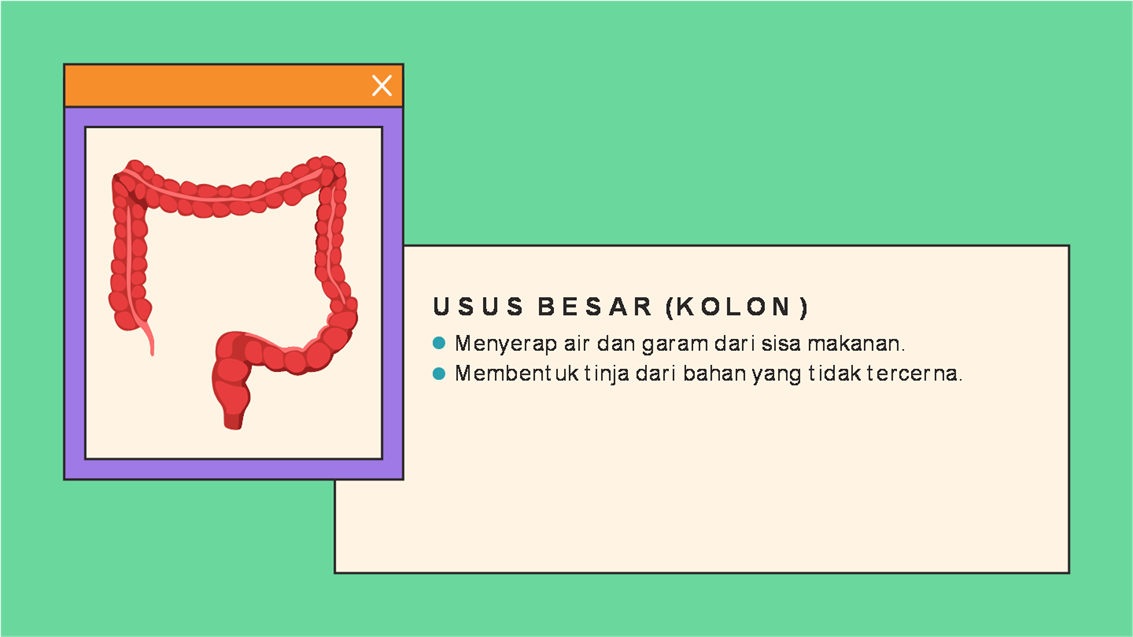 USUS BESAR (KOLON)
Menyerap air dan garam dari sisa makanan.
Membentuk tinja dari bahan yang tidak tercerna.